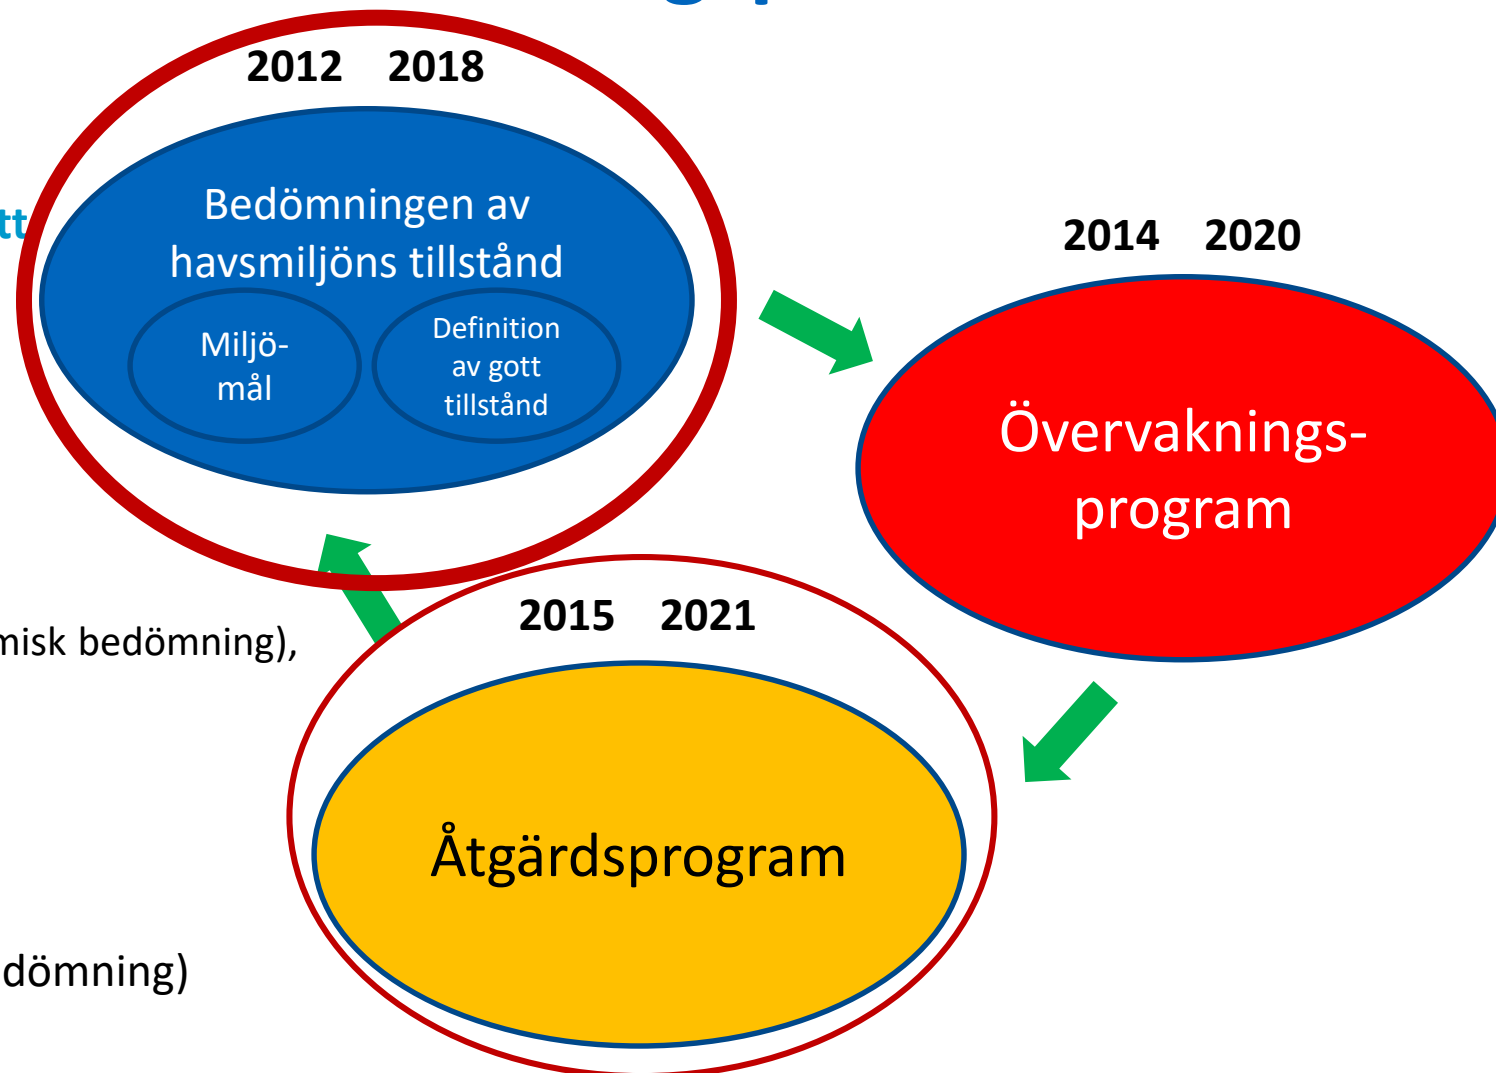 2012 2018
Bedömningen av
havsmiljöns tillstånd
Miljö-
mål
Definition
av gott
tillstånd
tt
2014 2020
Övervaknings-
program
2015 2021
misk bedömning),
Åtgärdsprogram
dömning)